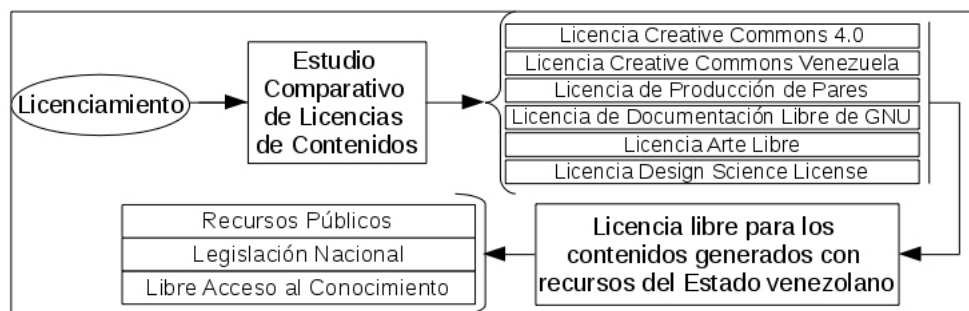 Licenciamiento
Estudio
Comparativo
de Licencias
de Contenidos
Licencia Creative Commons 4.0
Licencia Creative Commons Venezuela
Licencia de Producción de Pares
Licencia de Documentación Libre de GNU
Licencia Arte Libre
Licencia Design Science License
Licencia libre para los
contenidos generados con
recursos del Estado venezolano
Recursos Públicos
Legislación Nacional
Libre Acceso al Conocimiento